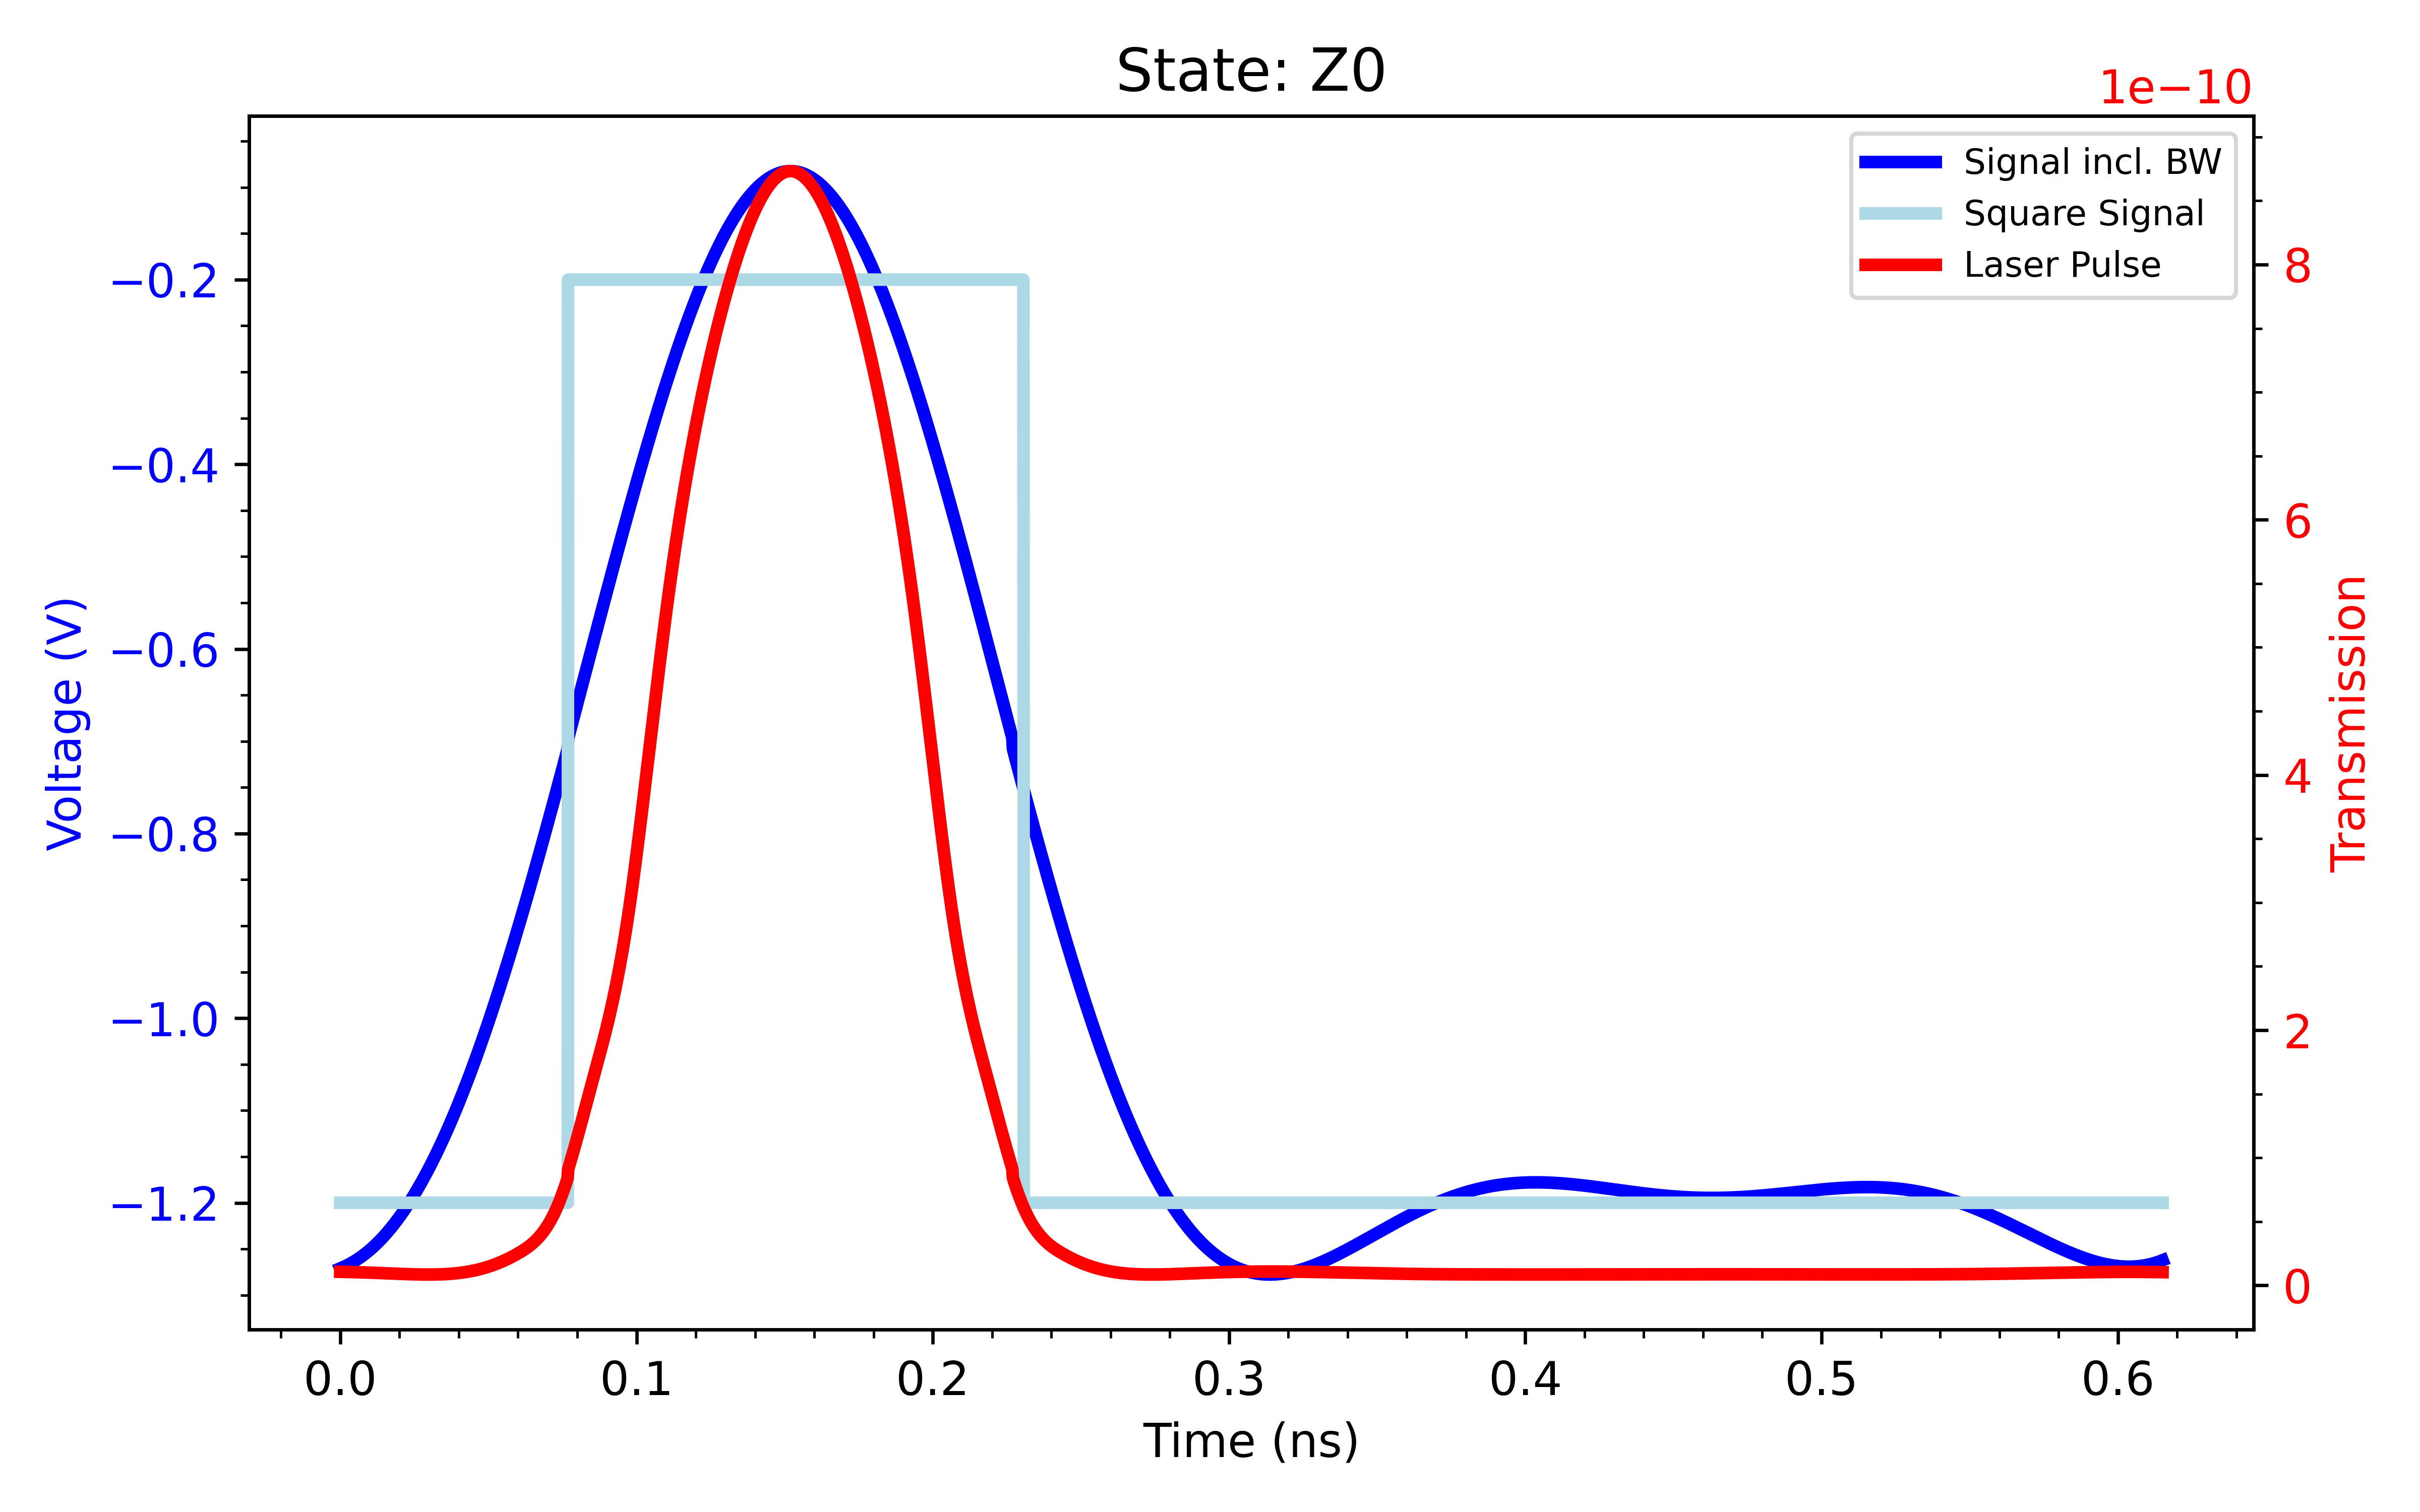 State: Z0
1e−10
Signal incl. BW
Square Signal
Laser Pulse
Voltage (V)
−0.2
−0.4
−0.6
−0.8
−1.0
−1.2
8
6
4
2
0
Transmission
0.0 0.1 0.2 0.3 0.4 0.5 0.6
Time (ns)